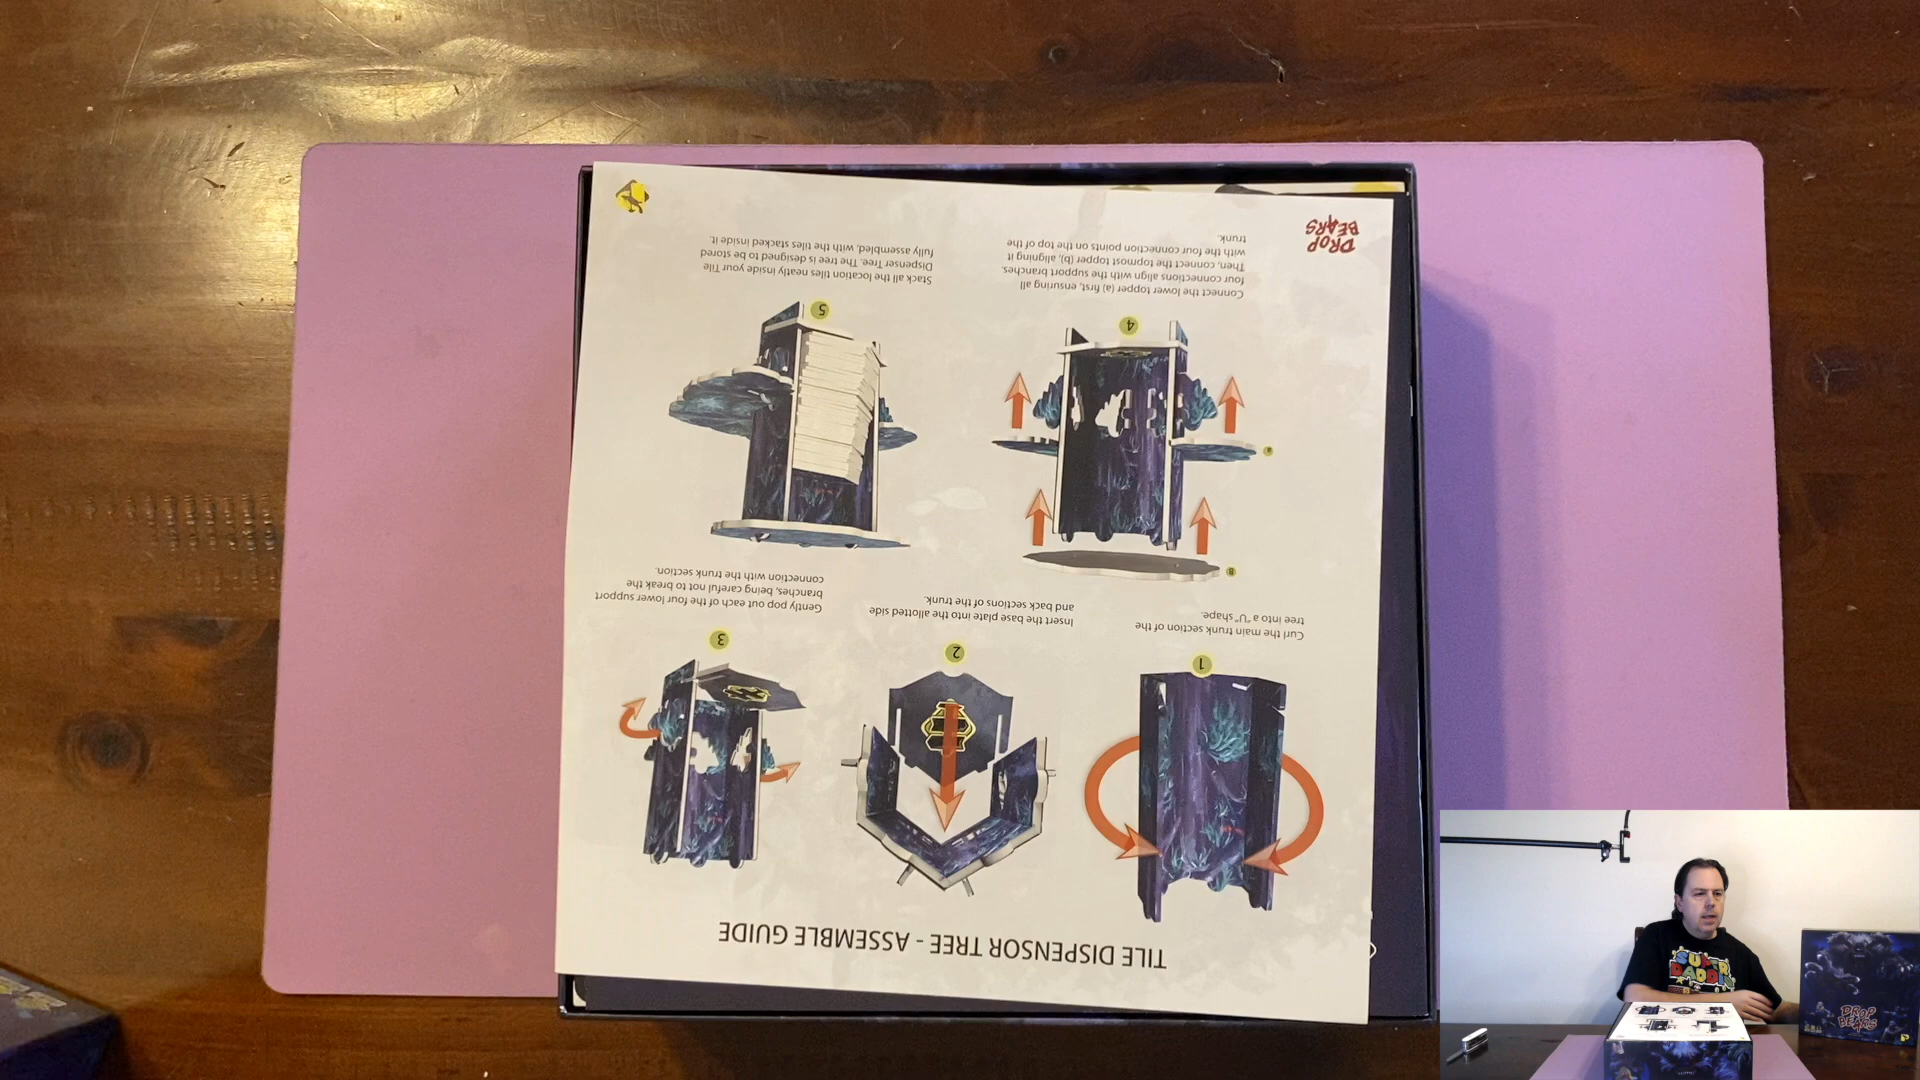 TILE DISPENSOR TREE - ASSEMBLE GUIDE
1
Curl the main trunk section of the
tree into a "U" shape.
2
Insert the base plate into the allotted side
and back sections of the trunk.
3
Gently pop out each of the four lower support
branches, being careful not to break the
connection with the trunk section.
4
Connect the lower topper (a) first, ensuring all
four connections align with the support branches.
Then, connect the topmost topper (b), aligning it
with the four connection points on the top of the
trunk.
5
Stack all the location tiles neatly inside your Tile
Dispenser Tree. The tree is designed to be stored
fully assembled, with the tiles stacked inside it.
DROP
BEARS
SUPER
DADDIO
DROP
BEARS